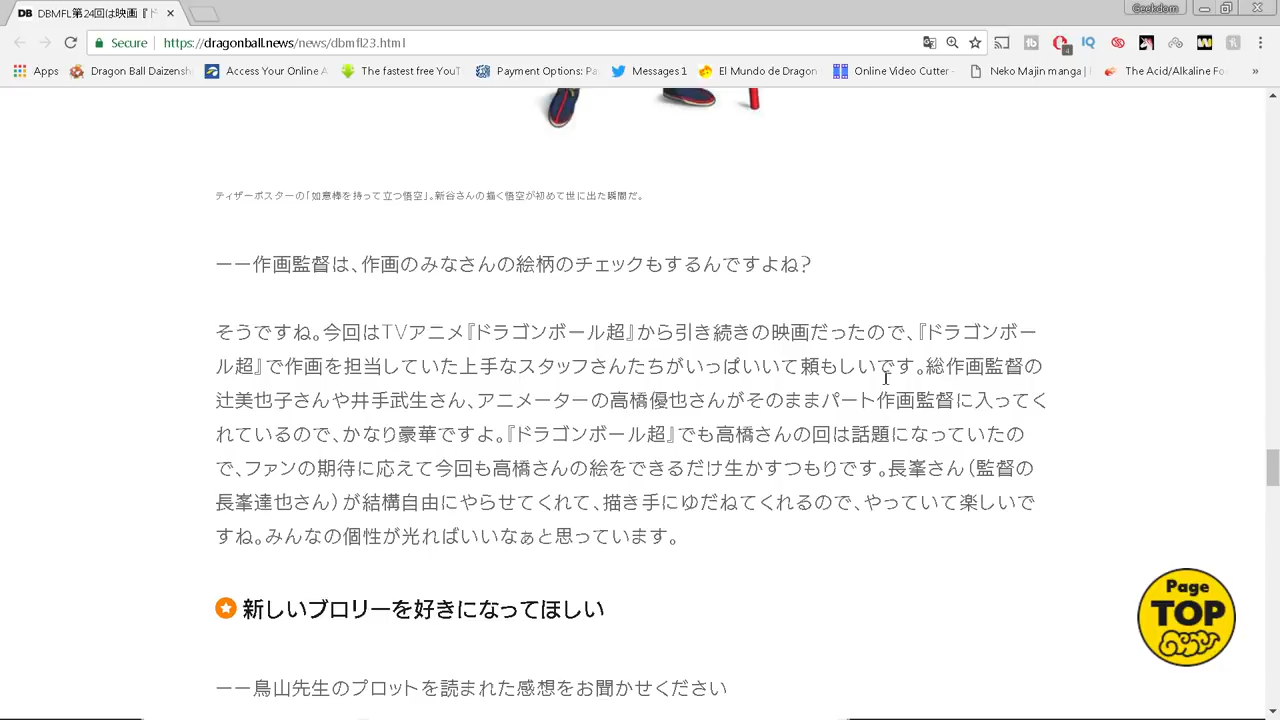 DB DBMFL第24回は映画『ド
Geekdom
Secure
https://dragonball.news/news/dbmfl23.html
4
Apps
Dragon Ball Daizensh
Access Your Online A
The fastest free You
Payment Options: Pa
Messages 1
El Mundo de Dragon
Online Video Cutter -
Neko Majin manga |
The Acid/Alkaline Fo
»
ティザーポスターの「如意棒を持って立つ悟空」。新谷さんの描く悟空が初めて世に出た瞬間だ。
ーー作画監督は、作画のみなさんの絵柄のチェックもするんですよね？
そうですね。今回はTVアニメ『ドラゴンボール超』から引き続きの映画だったので、『ドラゴンボー
ル超』で作画を担当していた上手なスタッフさんたちがいっぱいいて頼もしいです。総作画監督の
辻美也子さんや井手武生さん、アニメーターの高橋優也さんがそのままパート作画監督に入ってく
れているので、かなり豪華ですよ。『ドラゴンボール超』でも高橋さんの回は話題になっていたの
で、ファンの期待に応えて今回も高橋さんの絵をできるだけ生かすつもりです。長峯さん（監督の
長峯達也さん）が結構自由にやらせてくれて、描き手にゆだねてくれるので、やっていて楽しいで
すね。みんなの個性が光ればいいなぁと思っています。
新しいブロリーを好きになってほしい
ーー鳥山先生のプロットを読まれた感想をお聞かせください
Page
TOP